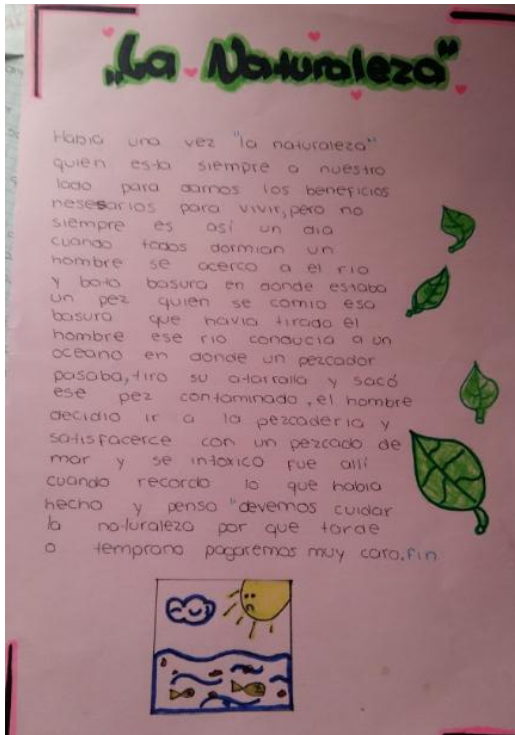 "La Naturaleza"
Habia una vez "la naturaleza"
quien esta siempre a nuestro
lado para darnos los beneficios
nesesarios para vivir, pero no
siempre es así un dia
cuando todos dormian un
hombre se acerco a el rio
y boto basura en donde estaba
un pez quien se comio esa
basura que havia tirado el
hombre ese rio conducia a un
oceano en donde un pezcador
pasaba, tiro su atarralla y sacó
ese pez contaminado, el hombre
decidio ir a la pezcaderia y
satisfacerce con un pezcado de
mar y se intoxico fue allí
cuando recordo lo que habia
hecho y penso "devemos cuidar
la naturaleza por que tarde
o temprano pagaremos muy caro. fin